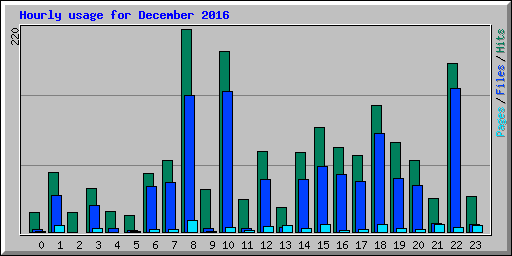 Hourly usage for December 2016
220
Pages / Files / Hits
0 1 2 3 4 5 6 7 8 9 10 11 12 13 14 15 16 17 18 19 20 21 22 23